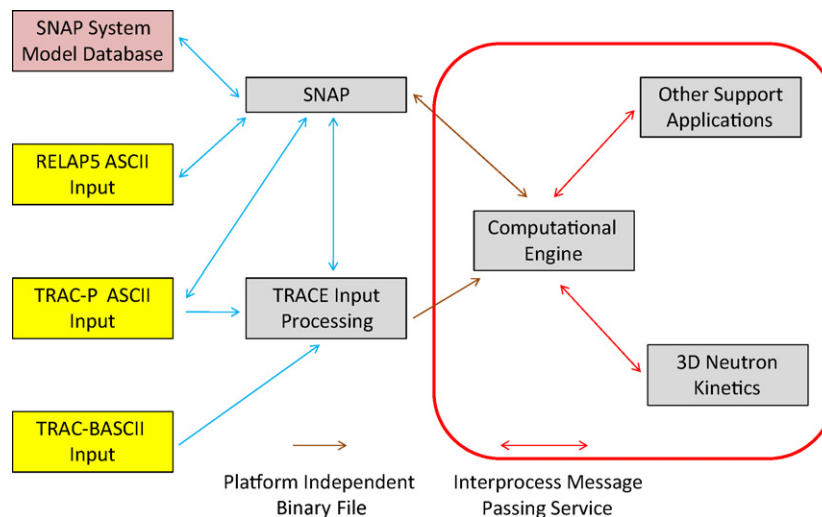 SNAP System
Model Database
SNAP
Other Support
Applications
RELAP5 ASCII
Input
Computational
Engine
TRAC-P ASCII
Input
TRACE Input
Processing
3D Neutron
Kinetics
TRAC-BASCII
Input
Platform Independent
Binary File
Interprocess Message
Passing Service